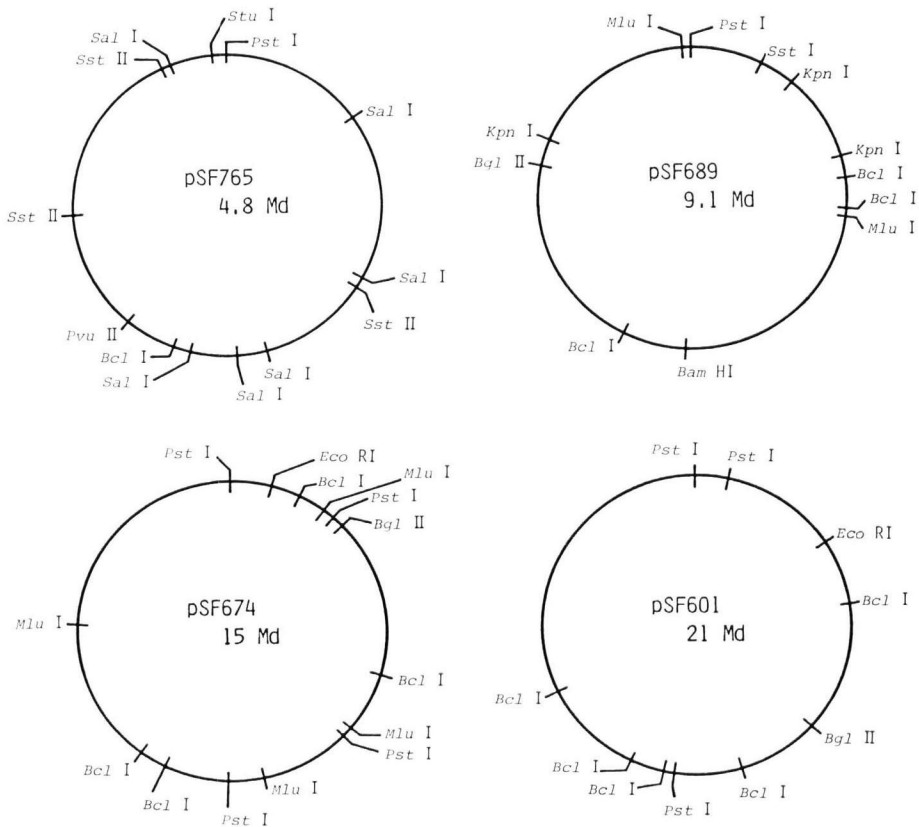 Stu I
Sal I
Pst I
Sst II
Sal I
pSF765
4.8 Md
Sst II
Sal I
Sst II
Pvu II
Bcl I
Sal I
Sal I
Sal I
Mlu I
Pst I
Sst I
Kpn I
Kpn I
Bgl II
Kpn I
Bcl I
Bcl I
Mlu I
pSF689
9.1 Md
Bcl I
Bam HI
Pst I
Eco RI
Mlu I
Bcl I
Pst I
Bgl II
pSF674
15 Md
Mlu I
Bcl I
Mlu I
Pst I
Bcl I
Bcl I
Mlu I
Pst I
Pst I
Pst I
Eco RI
Bcl I
pSF601
21 Md
Bcl I
Bgl II
Bcl I
Bcl I
Pst I
Bcl I